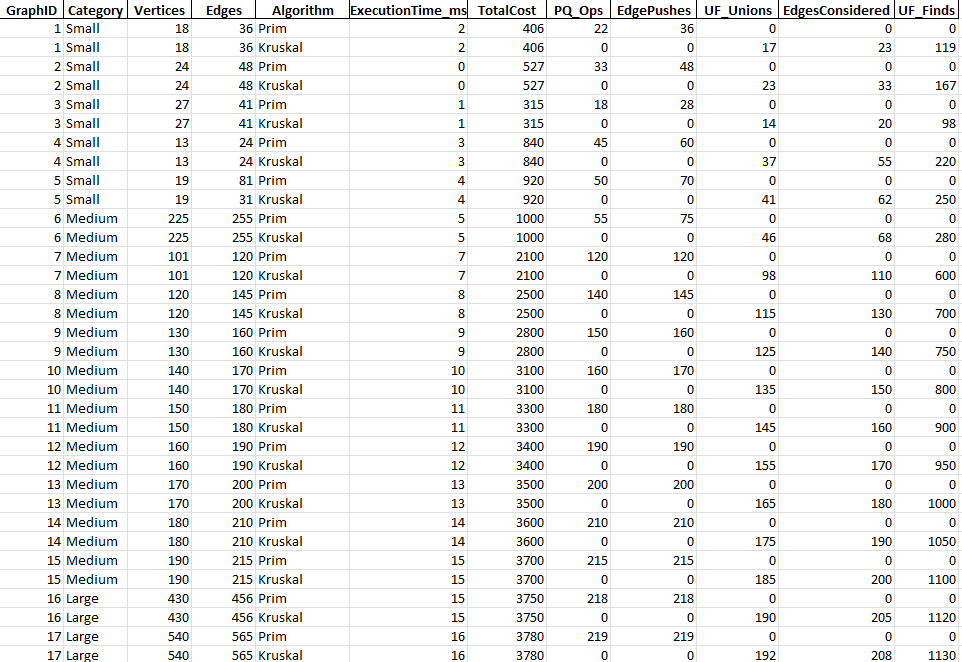 GraphID Category Vertices Edges Algorithm ExecutionTime_ms TotalCost PQ_Ops EdgePushes UF_Unions EdgesConsidered UF_Finds
1 Small 18 36 Prim 2 406 22 36 0 0 0
1 Small 18 36 Kruskal 2 406 0 0 17 23 119
2 Small 24 48 Prim 0 527 33 48 0 0 0
2 Small 24 48 Kruskal 0 527 0 0 23 33 167
3 Small 27 41 Prim 1 315 18 28 0 0 0
3 Small 27 41 Kruskal 1 315 0 0 14 20 98
4 Small 13 24 Prim 3 840 45 60 0 0 0
4 Small 13 24 Kruskal 3 840 0 0 37 55 220
5 Small 19 81 Prim 4 920 50 70 0 0 0
5 Small 19 31 Kruskal 4 920 0 0 41 62 250
6 Medium 225 255 Prim 5 1000 55 75 0 0 0
6 Medium 225 255 Kruskal 5 1000 0 0 46 68 280
7 Medium 101 120 Prim 7 2100 120 120 0 0 0
7 Medium 101 120 Kruskal 7 2100 0 0 98 110 600
8 Medium 120 145 Prim 8 2500 140 145 0 0 0
8 Medium 120 145 Kruskal 8 2500 0 0 115 130 700
9 Medium 130 160 Prim 9 2800 150 160 0 0 0
9 Medium 130 160 Kruskal 9 2800 0 0 125 140 750
10 Medium 140 170 Prim 10 3100 160 170 0 0 0
10 Medium 140 170 Kruskal 10 3100 0 0 135 150 800
11 Medium 150 180 Prim 11 3300 180 180 0 0 0
11 Medium 150 180 Kruskal 11 3300 0 0 145 160 900
12 Medium 160 190 Prim 12 3400 190 190 0 0 0
12 Medium 160 190 Kruskal 12 3400 0 0 155 170 950
13 Medium 170 200 Prim 13 3500 200 200 0 0 0
13 Medium 170 200 Kruskal 13 3500 0 0 165 180 1000
14 Medium 180 210 Prim 14 3600 210 210 0 0 0
14 Medium 180 210 Kruskal 14 3600 0 0 175 190 1050
15 Medium 190 215 Prim 15 3700 215 215 0 0 0
15 Medium 190 215 Kruskal 15 3700 0 0 185 200 1100
16 Large 430 456 Prim 15 3750 218 218 0 0 0
16 Large 430 456 Kruskal 15 3750 0 0 190 205 1120
17 Large 540 565 Prim 16 3780 219 219 0 0 0
17 Large 540 565 Kruskal 16 3780 0 0 192 208 1130